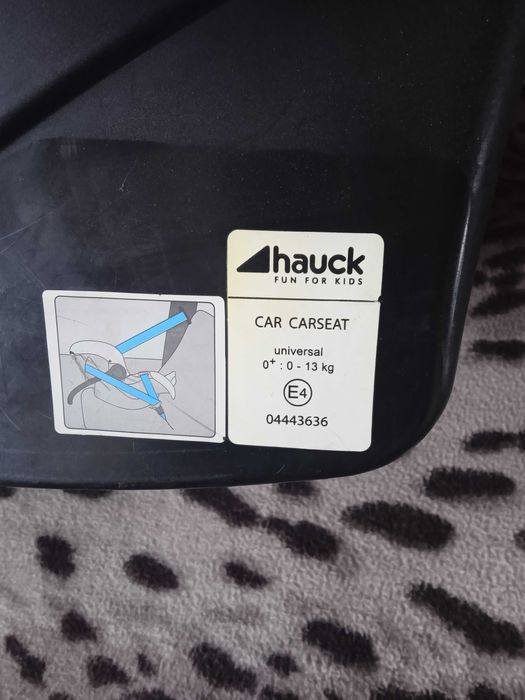 hauck
FUN FOR KIDS
CAR CARSEAT
universal
0+ : 0 - 13 kg
E4
04443636